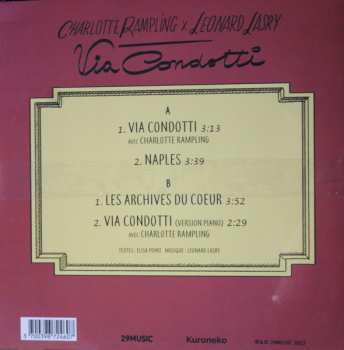 CHARLOTTE RAMPLING x LEONARD LASRY
Via Condotti
A
1. VIA CONDOTTI 3:13
AVEC CHARLOTTE RAMPLING
2. NAPLES 3:39
B
1. LES ARCHIVES DU COEUR 3:52
2. VIA CONDOTTI (VERSION PIANO) 2:29
AVEC CHARLOTTE RAMPLING
TEXTES : ELISA POINT MUSIQUE : LEONARD LASRY
29MUSIC
Kuroneko